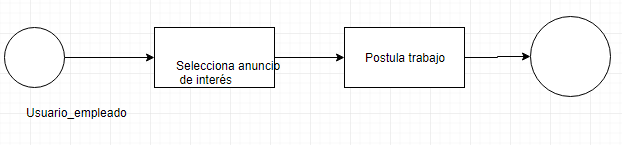 Selecciona anuncio
de interés
Postula trabajo
Usuario_empleado